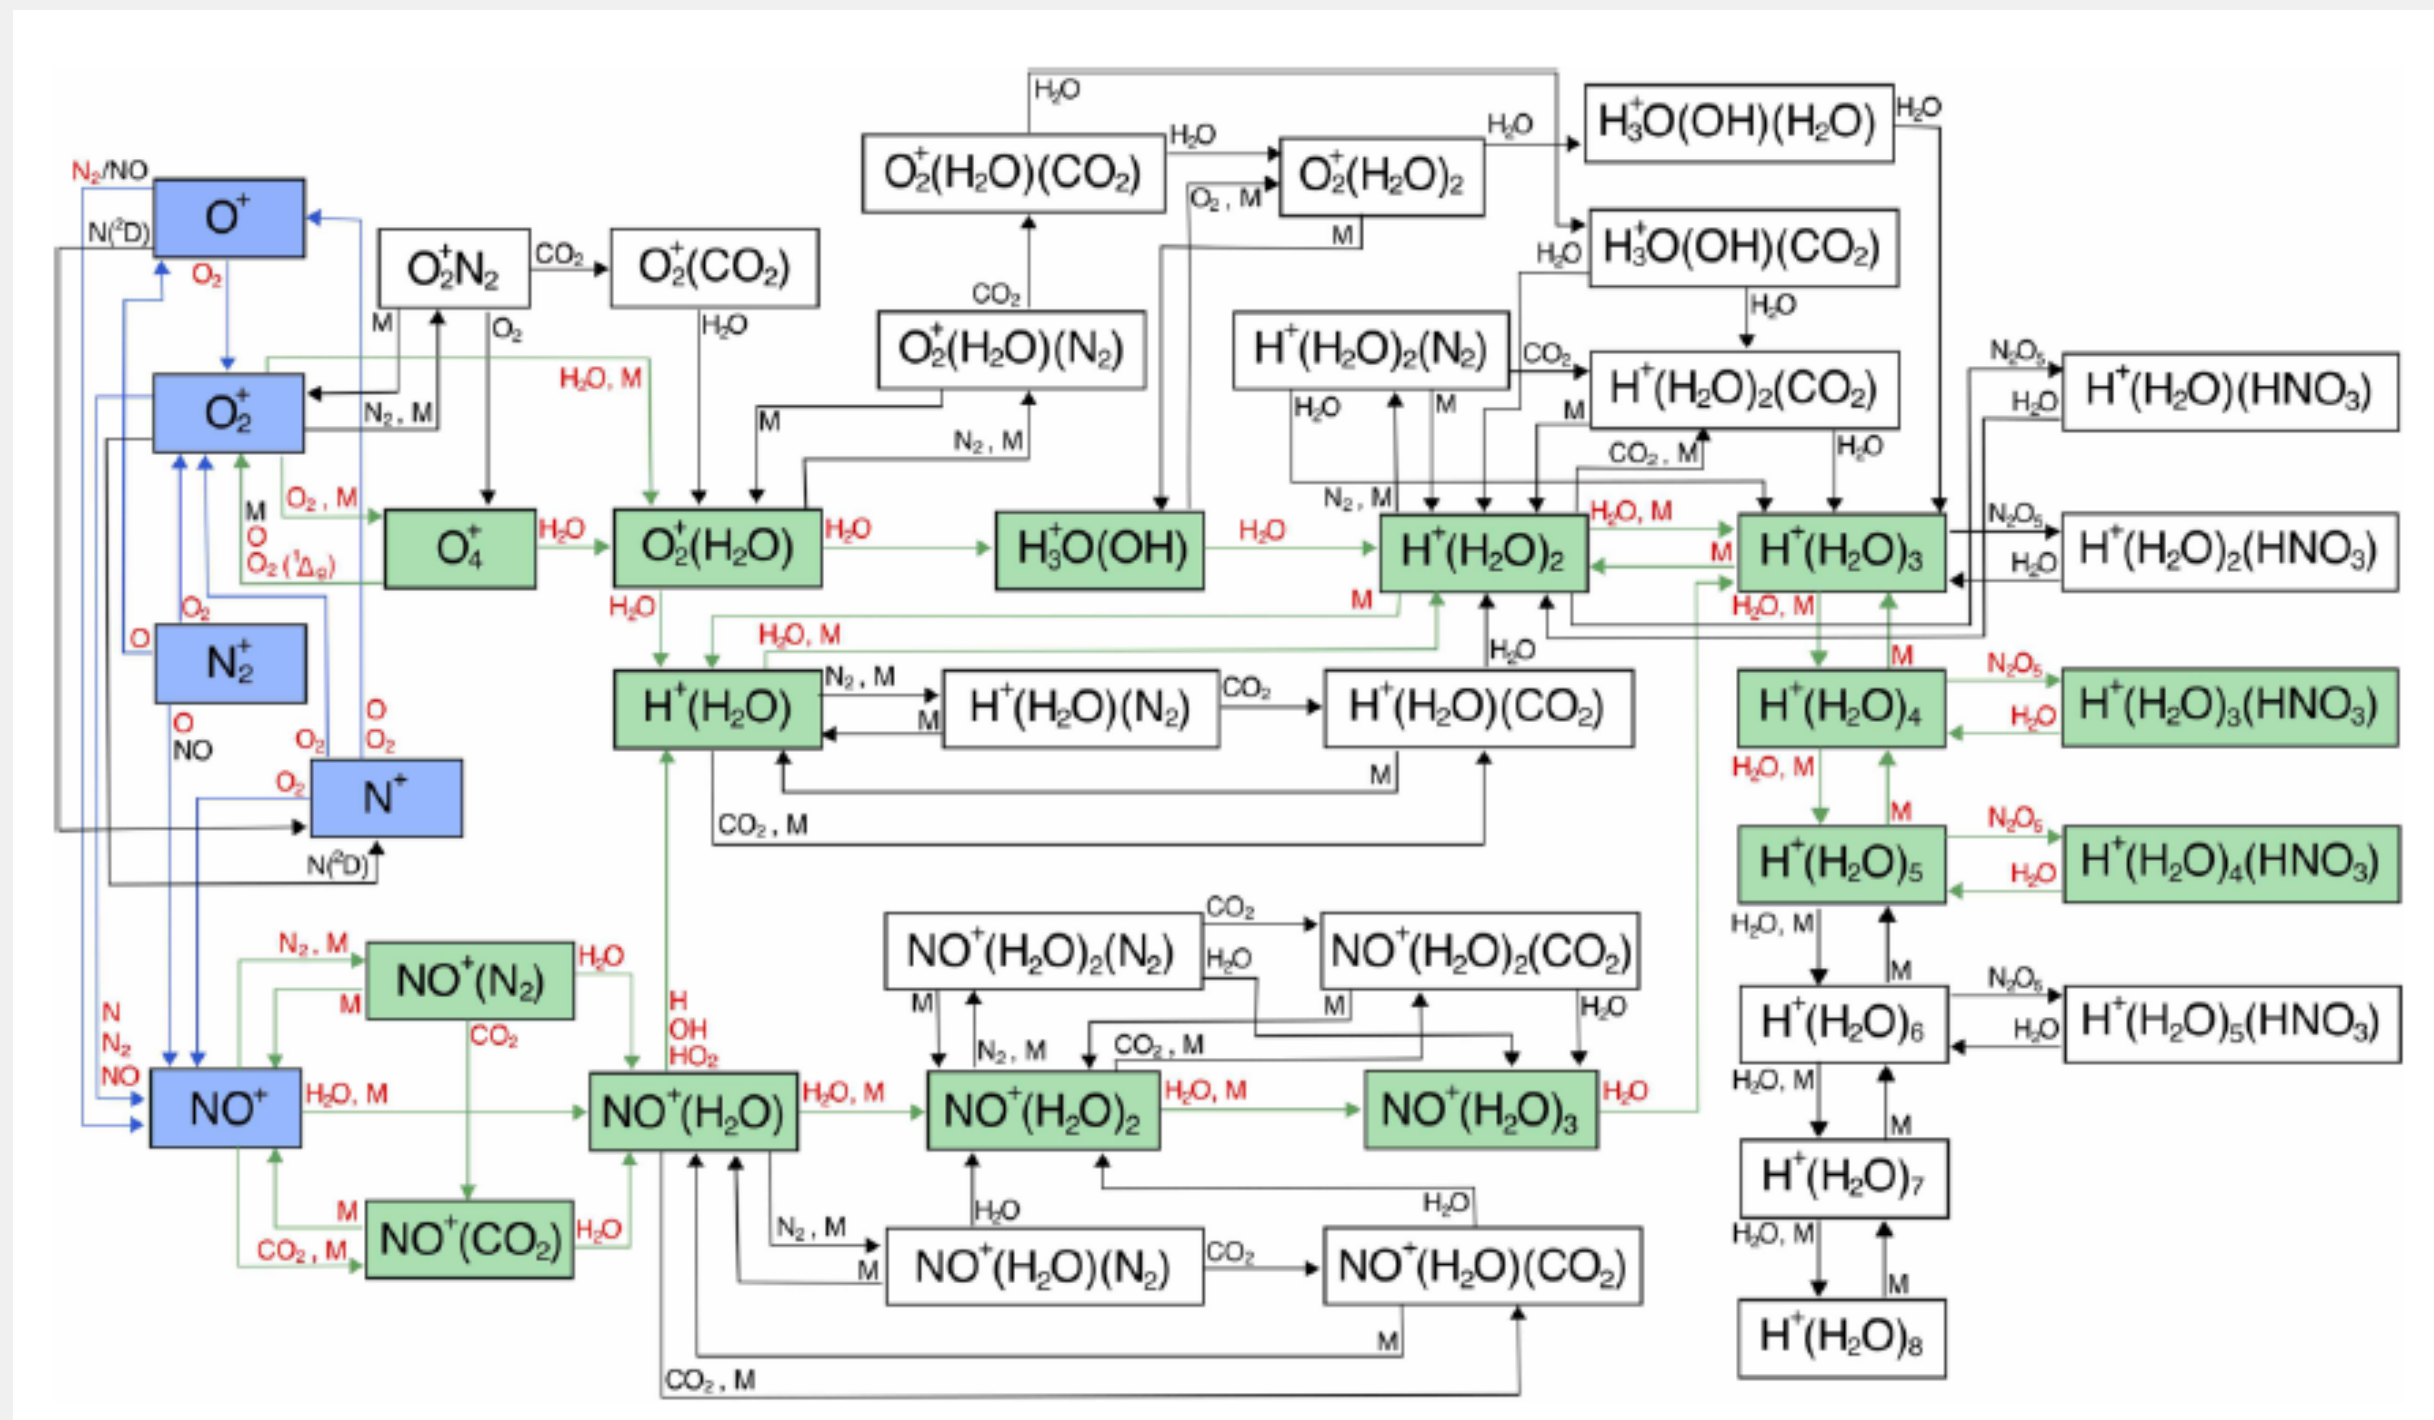 H₂O
H₃⁺O(OH)(H₂O)
H₂O
O₂⁺(H₂O)(CO₂)
H₂O
O₂⁺(H₂O)₂
H₂O
N₂/NO
O⁺
N(²D)
O₂
O₂, M
M
H₃⁺O(OH)(CO₂)
H₂O
H₂O
O₂⁺N₂
CO₂
O₂⁺(CO₂)
M
O₂
H₂O
CO₂
O₂⁺(H₂O)(N₂)
H⁺(H₂O)₂(N₂)
CO₂
H⁺(H₂O)₂(CO₂)
N₂O₅
H₂O
H⁺(H₂O)(HNO₃)
O₂⁺
H₂O, M
N₂, M
M
N₂, M
H₂O
M
M
CO₂, M
H₂O
N₂, M
O₂, M
M
O
O₂(¹Δg)
O₄⁺
H₂O
O₂⁺(H₂O)
H₂O
H₃⁺O(OH)
H₂O
H⁺(H₂O)₂
H₂O, M
M
H⁺(H₂O)₃
N₂O₅
H₂O
H⁺(H₂O)₂(HNO₃)
O₂
O
N₂⁺
H₂O
H₂O, M
M
H₂O
H₂O, M
M
H⁺(H₂O)
N₂, M
M
H⁺(H₂O)(N₂)
CO₂
H⁺(H₂O)(CO₂)
H⁺(H₂O)₄
N₂O₅
H₂O
H⁺(H₂O)₃(HNO₃)
O
NO
O₂
O
O₂
O₂
N⁺
N(²D)
M
CO₂, M
H₂O, M
M
H⁺(H₂O)₅
N₂O₅
H₂O
H⁺(H₂O)₄(HNO₃)
N₂, M
M
NO⁺(N₂)
H₂O
CO₂
NO⁺(H₂O)₂(N₂)
CO₂
H₂O
NO⁺(H₂O)₂(CO₂)
H₂O, M
M
N
N₂
NO
H
OH
HO₂
M
N₂, M
CO₂, M
M
H₂O
H⁺(H₂O)₆
N₂O₅
H₂O
H⁺(H₂O)₅(HNO₃)
NO⁺
H₂O, M
NO⁺(H₂O)
H₂O, M
NO⁺(H₂O)₂
H₂O, M
NO⁺(H₂O)₃
H₂O
H₂O, M
M
H⁺(H₂O)₇
M
CO₂, M
NO⁺(CO₂)
H₂O
N₂, M
M
H₂O
NO⁺(H₂O)(N₂)
CO₂
H₂O
NO⁺(H₂O)(CO₂)
H₂O, M
M
H⁺(H₂O)₈
M
CO₂, M